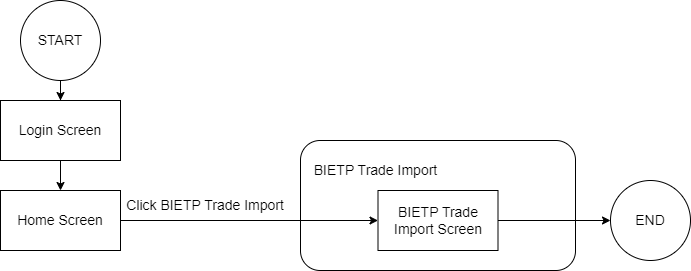 START
Login Screen
Home Screen
Click BIETP Trade Import
BIETP Trade Import
BIETP Trade
Import Screen
END